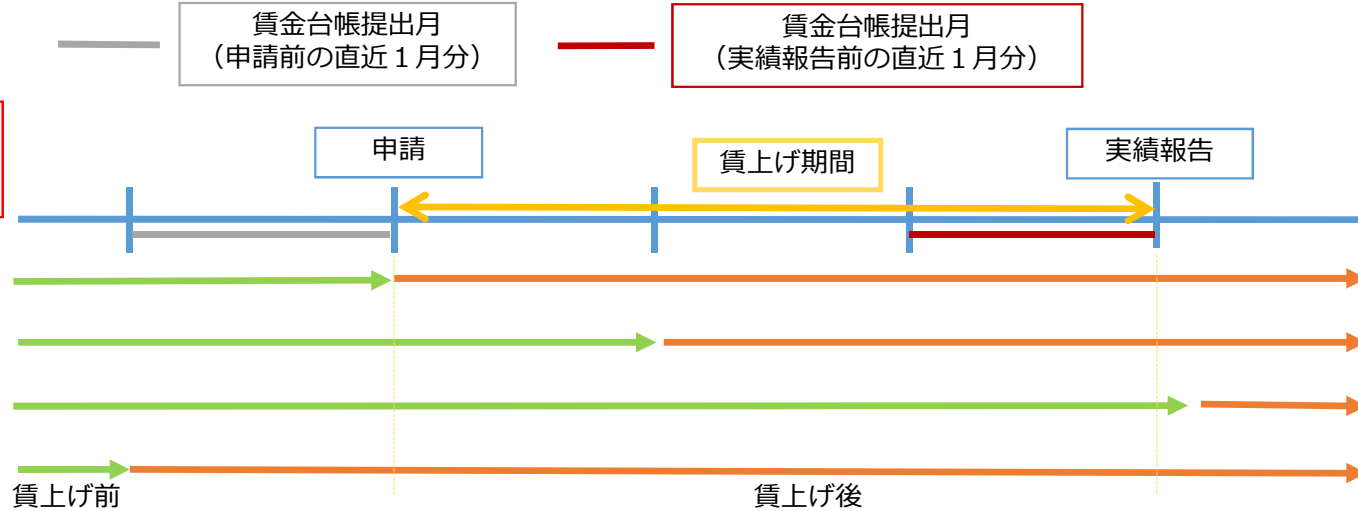 賃金台帳提出月
（申請前の直近１月分）
賃金台帳提出月
（実績報告前の直近１月分）
申請
賃上げ期間
実績報告
賃上げ前
賃上げ後